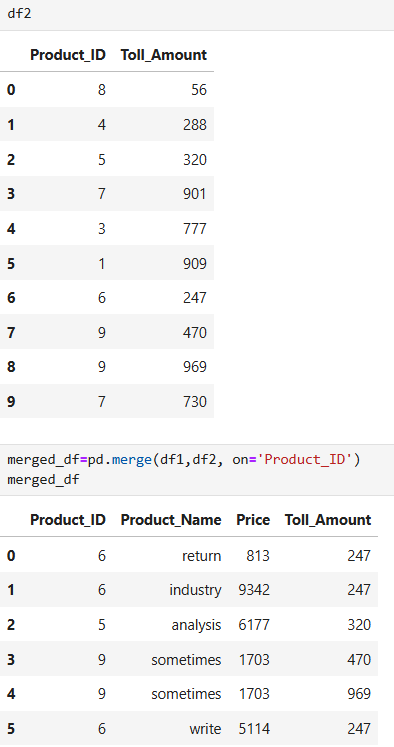 df2
Product_ID Toll_Amount
0 8 56
1 4 288
2 5 320
3 7 901
4 3 777
5 1 909
6 6 247
7 9 470
8 9 969
9 7 730
merged_df=pd.merge(df1,df2, on='Product_ID')
merged_df
Product_ID Product_Name Price Toll_Amount
0 6 return 813 247
1 6 industry 9342 247
2 5 analysis 6177 320
3 9 sometimes 1703 470
4 9 sometimes 1703 969
5 6 write 5114 247